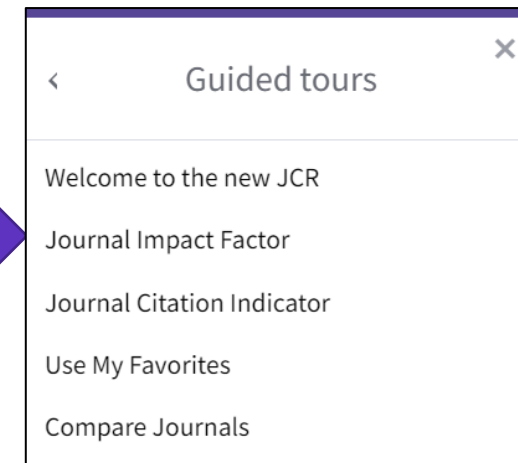 Guided tours
Welcome to the new JCR
Journal Impact Factor
Journal Citation Indicator
Use My Favorites
Compare Journals